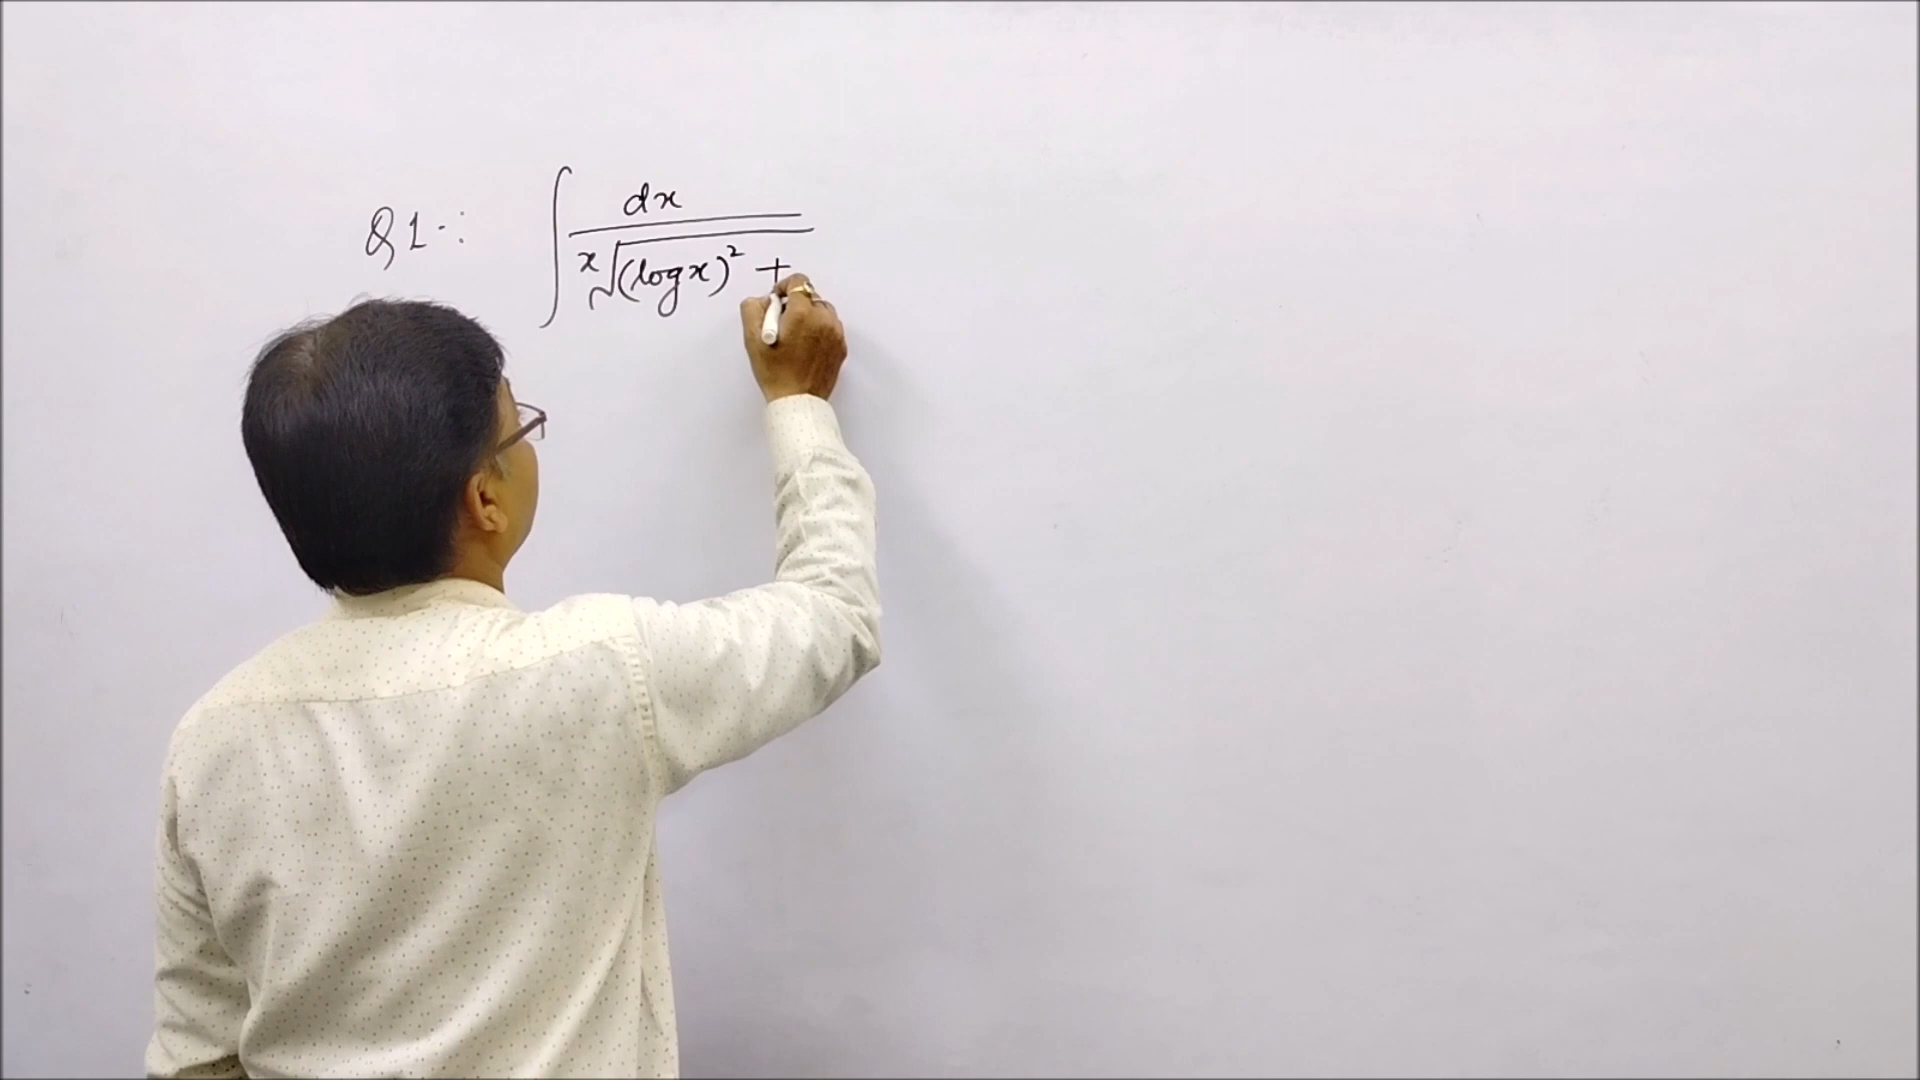 Q1-: ∫ dx / x√(log x)² +